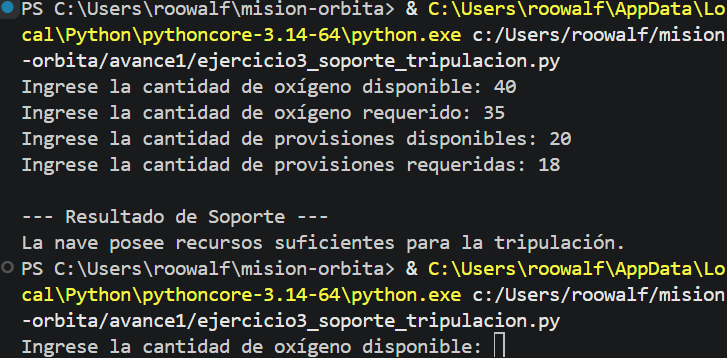 PS C:\Users\roowalf\mision-orbita> & C:\Users\roowalf\AppData\Lo
cal\Python\pythoncore-3.14-64\python.exe c:/Users/roowalf/mision
-orbita/avance1/ejercicio3_soporte_tripulacion.py
Ingrese la cantidad de oxígeno disponible: 40
Ingrese la cantidad de oxígeno requerido: 35
Ingrese la cantidad de provisiones disponibles: 20
Ingrese la cantidad de provisiones requeridas: 18
--- Resultado de Soporte ---
La nave posee recursos suficientes para la tripulación.
PS C:\Users\roowalf\mision-orbita> & C:\Users\roowalf\AppData\Lo
cal\Python\pythoncore-3.14-64\python.exe c:/Users/roowalf/mision
-orbita/avance1/ejercicio3_soporte_tripulacion.py
Ingrese la cantidad de oxígeno disponible: